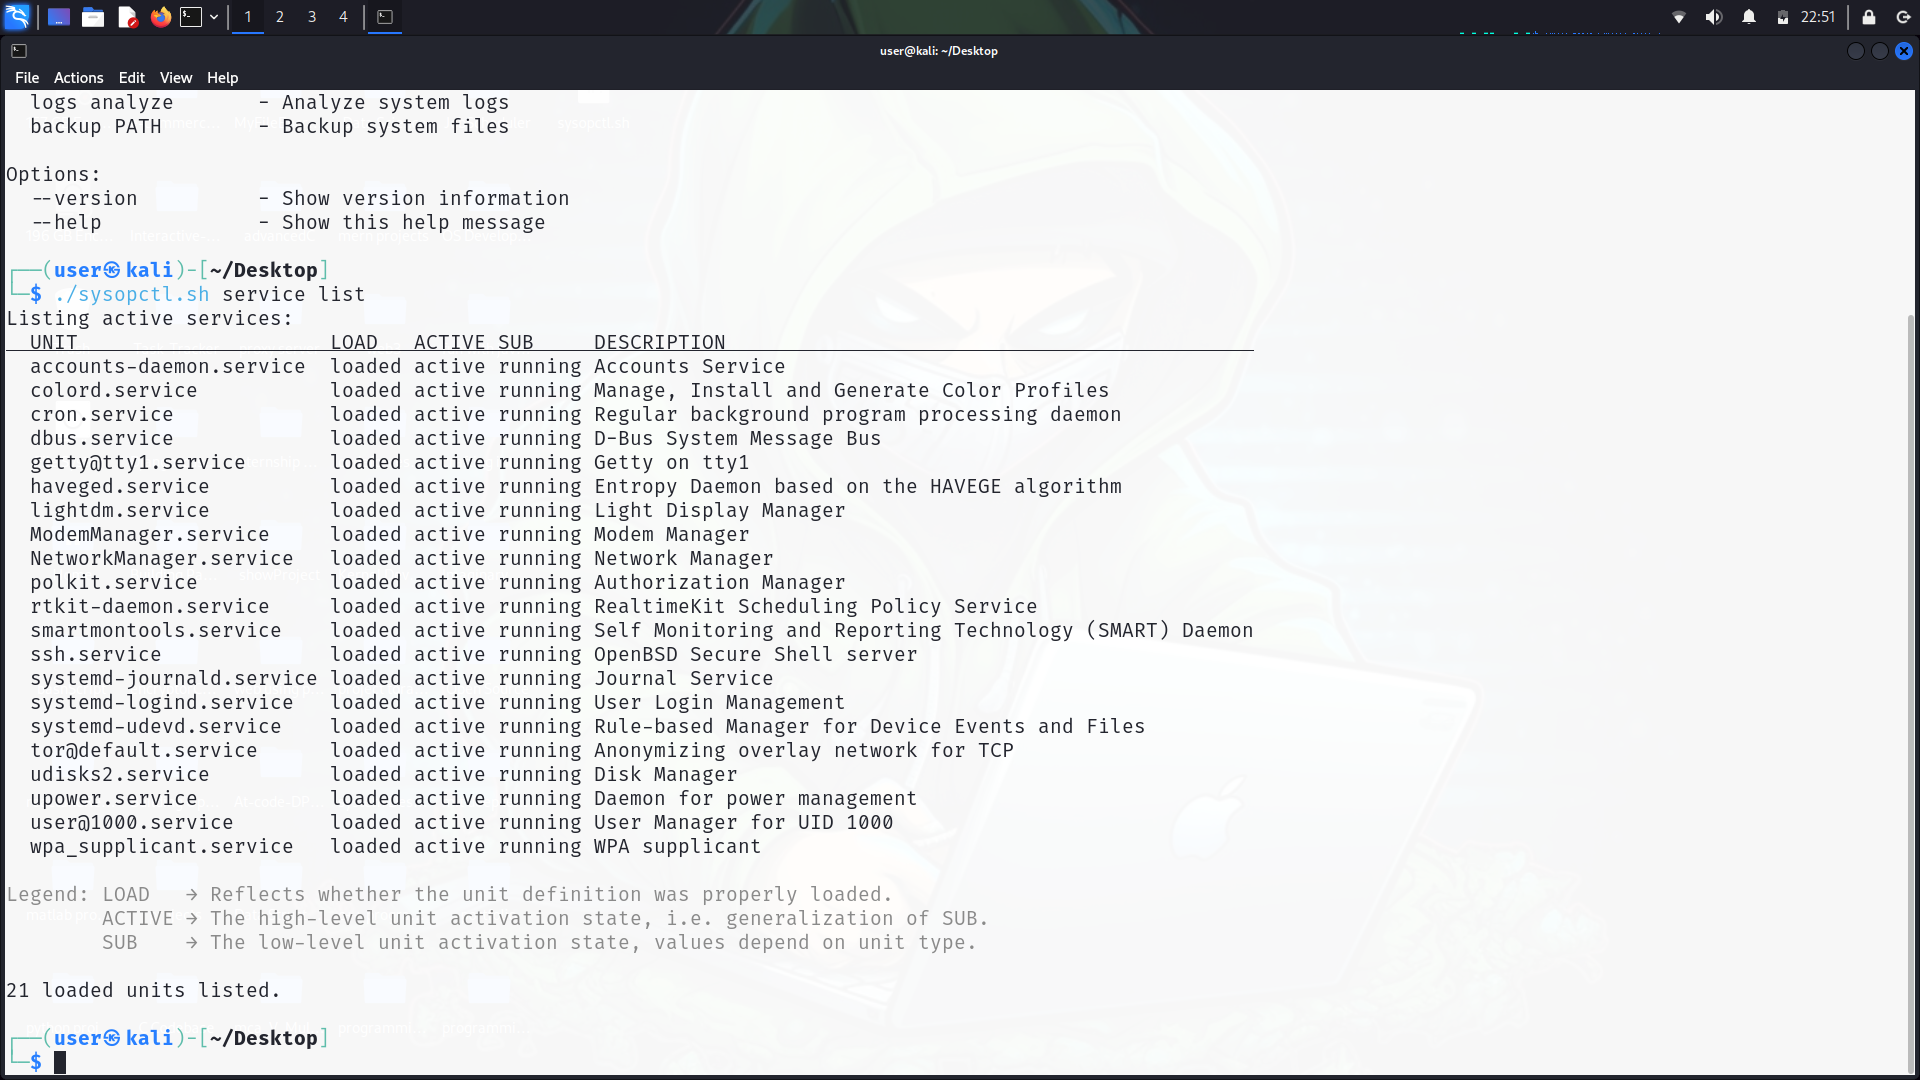 1 2 3 4
22:51
user@kali: ~/Desktop
File Actions Edit View Help
logs analyze - Analyze system logs
backup PATH - Backup system files
sysopctl.sh
Options:
--version - Show version information
--help - Show this help message
┌──(user㉿kali)-[~/Desktop]
└─$ ./sysopctl.sh service list
Listing active services:
UNIT LOAD ACTIVE SUB DESCRIPTION
accounts-daemon.service loaded active running Accounts Service
colord.service loaded active running Manage, Install and Generate Color Profiles
cron.service loaded active running Regular background program processing daemon
dbus.service loaded active running D-Bus System Message Bus
getty@tty1.service loaded active running Getty on tty1
haveged.service loaded active running Entropy Daemon based on the HAVEGE algorithm
lightdm.service loaded active running Light Display Manager
ModemManager.service loaded active running Modem Manager
NetworkManager.service loaded active running Network Manager
polkit.service loaded active running Authorization Manager
rtkit-daemon.service loaded active running RealtimeKit Scheduling Policy Service
smartmontools.service loaded active running Self Monitoring and Reporting Technology (SMART) Daemon
ssh.service loaded active running OpenBSD Secure Shell server
systemd-journald.service loaded active running Journal Service
systemd-logind.service loaded active running User Login Management
systemd-udevd.service loaded active running Rule-based Manager for Device Events and Files
tor@default.service loaded active running Anonymizing overlay network for TCP
udisks2.service loaded active running Disk Manager
upower.service loaded active running Daemon for power management
user@1000.service loaded active running User Manager for UID 1000
wpa_supplicant.service loaded active running WPA supplicant
Legend: LOAD → Reflects whether the unit definition was properly loaded.
ACTIVE → The high-level unit activation state, i.e. generalization of SUB.
SUB → The low-level unit activation state, values depend on unit type.
21 loaded units listed.
┌──(user㉿kali)-[~/Desktop]
└─$